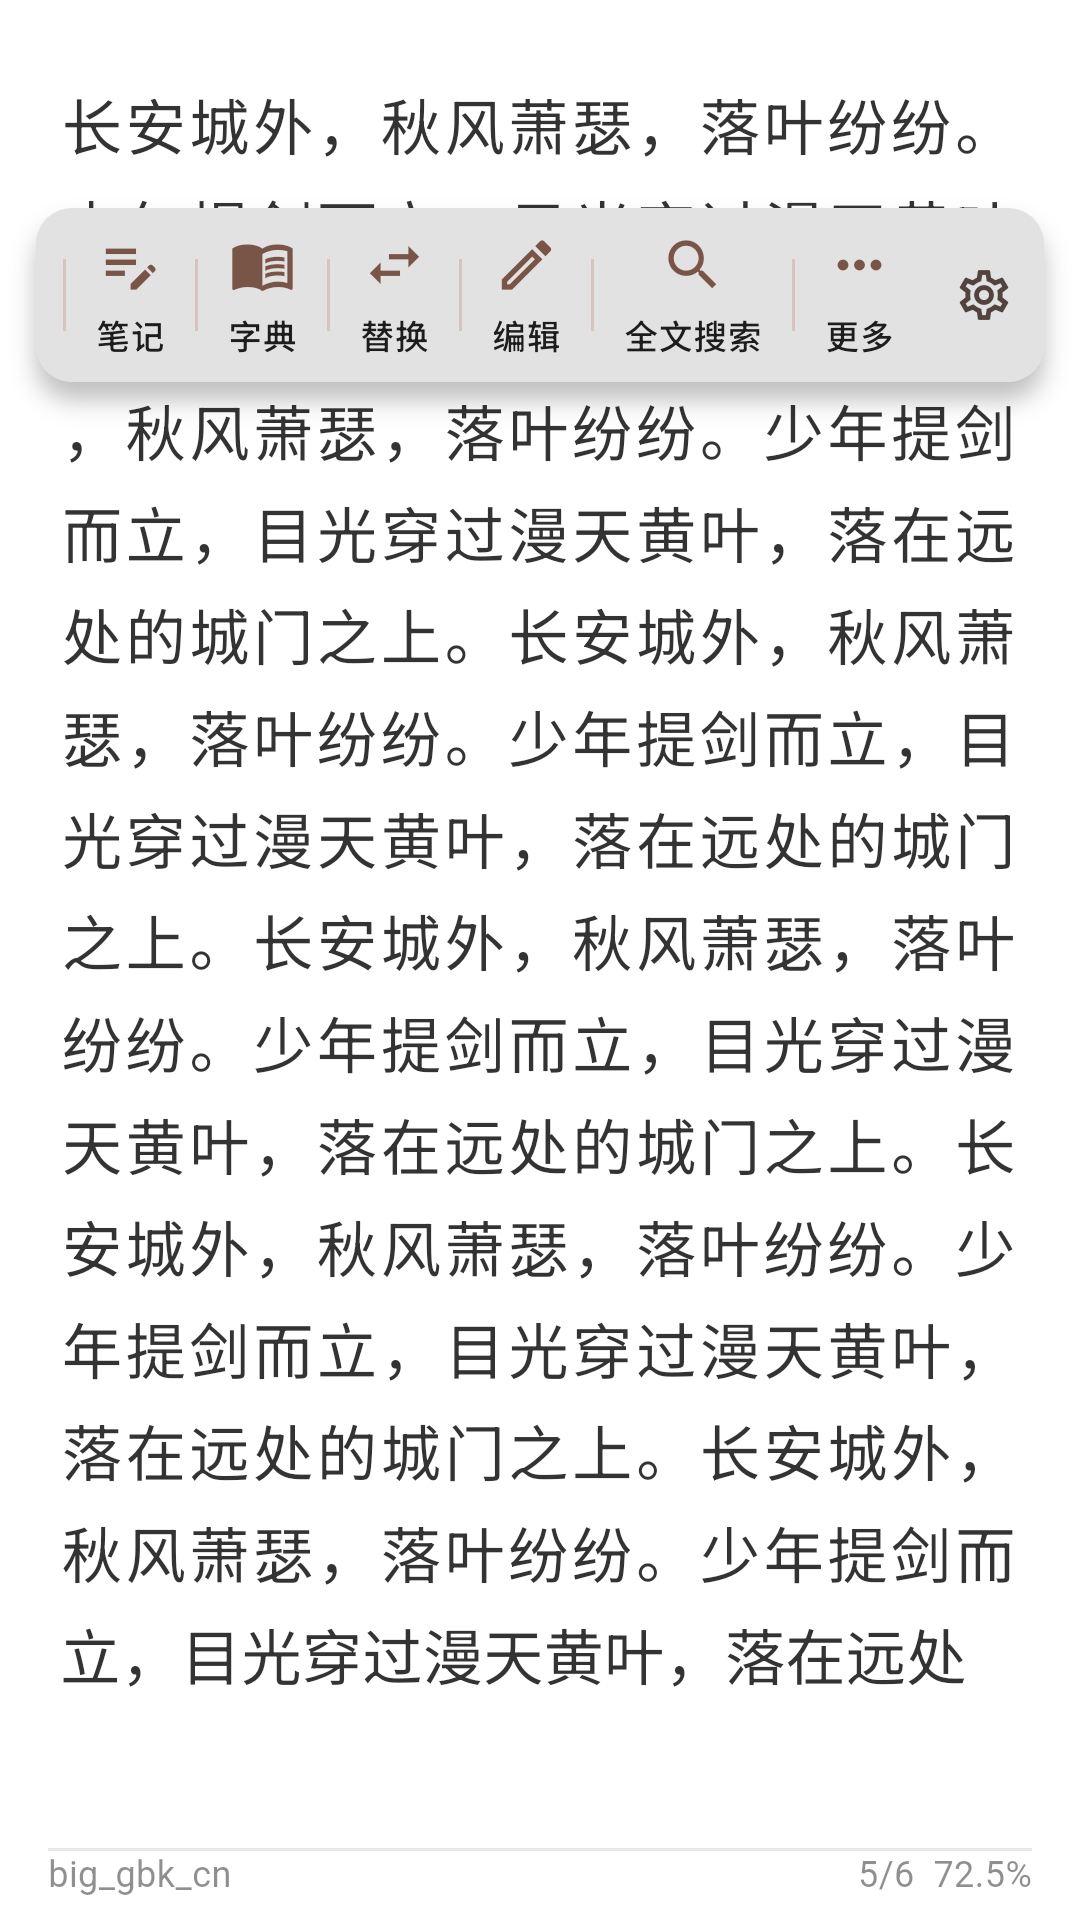 长安城外，秋风萧瑟，落叶纷纷。
笔记 字典 替换 编辑 全文搜索 更多
，秋风萧瑟，落叶纷纷。少年提剑
而立，目光穿过漫天黄叶，落在远
处的城门之上。长安城外，秋风萧
瑟，落叶纷纷。少年提剑而立，目
光穿过漫天黄叶，落在远处的城门
之上。长安城外，秋风萧瑟，落叶
纷纷。少年提剑而立，目光穿过漫
天黄叶，落在远处的城门之上。长
安城外，秋风萧瑟，落叶纷纷。少
年提剑而立，目光穿过漫天黄叶，
落在远处的城门之上。长安城外，
秋风萧瑟，落叶纷纷。少年提剑而
立，目光穿过漫天黄叶，落在远处
big_gbk_cn 5/6 72.5%